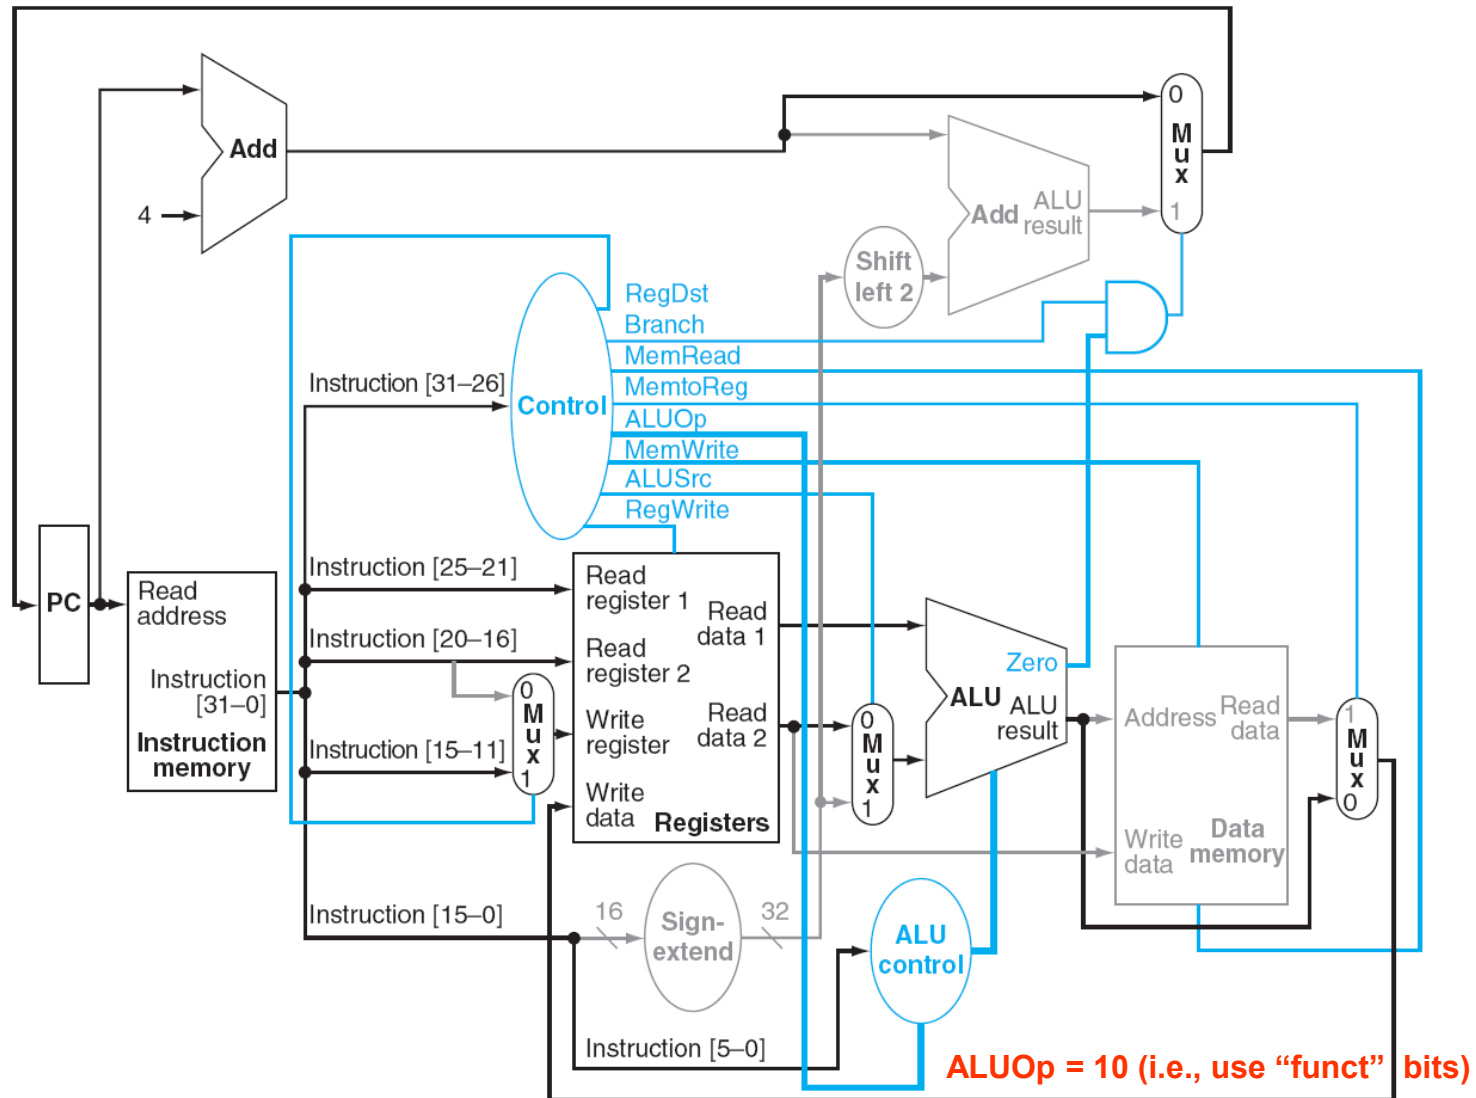 0
M
u
x
1
Add
4
Add
ALU
result
Shift
left 2
RegDst
Branch
MemRead
MemtoReg
ALUOp
MemWrite
ALUSrc
RegWrite
Instruction [31–26]
Control
PC
Read
address
Instruction
[31–0]
Instruction
memory
Instruction [25–21]
Instruction [20–16]
Instruction [15–11]
0
M
u
x
1
Read
register 1
Read
register 2
Write
register
Write
data
Read
data 1
Read
data 2
Registers
0
M
u
x
1
Zero
ALU
ALU
result
Address
Read
data
Write
data
Data
memory
1
M
u
x
0
Instruction [15–0]
16
Sign-
extend
32
ALU
control
Instruction [5–0]
ALUOp = 10 (i.e., use “funct” bits)